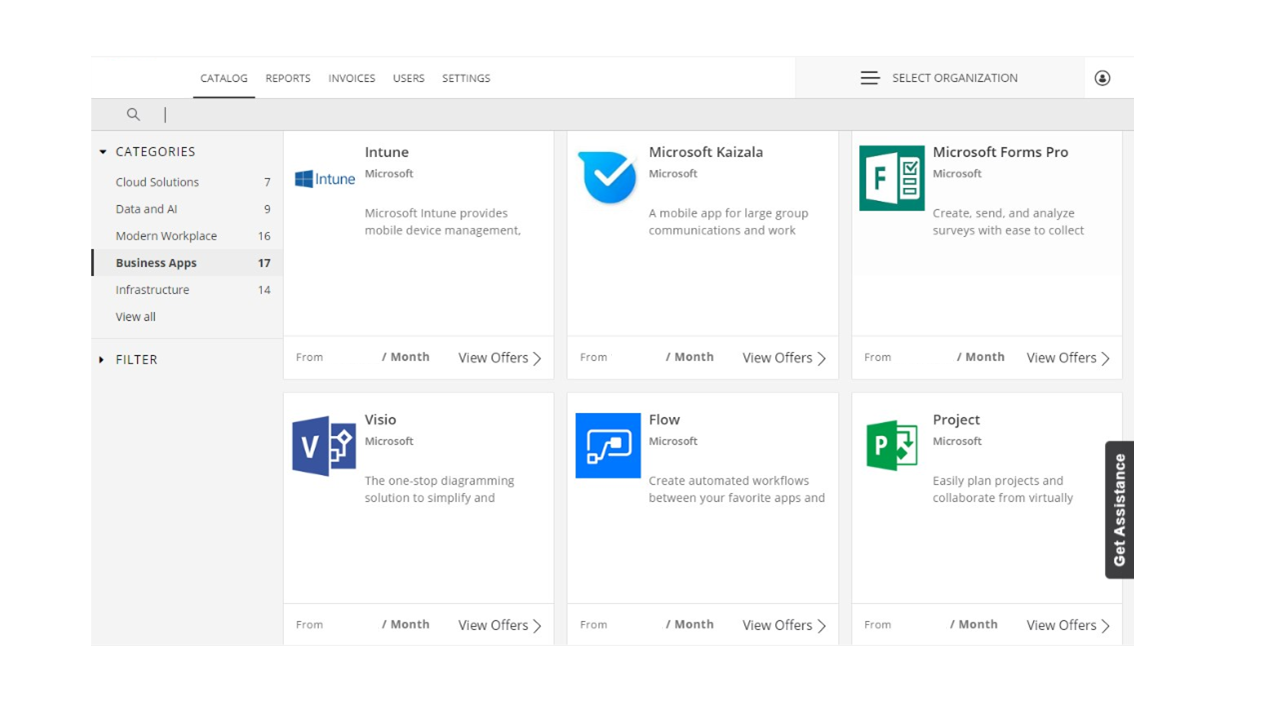 CATALOG REPORTS INVOICES USERS SETTINGS SELECT ORGANIZATION
CATEGORIES
Cloud Solutions 7
Data and AI 9
Modern Workplace 16
Business Apps 17
Infrastructure 14
View all
FILTER
Intune
Intune
Microsoft
Microsoft Intune provides
mobile device management,
From / Month View Offers
Microsoft Kaizala
Microsoft
A mobile app for large group
communications and work
From / Month View Offers
F
Microsoft Forms Pro
Microsoft
Create, send, and analyze
surveys with ease to collect
From / Month View Offers
V
Visio
Microsoft
The one-stop diagramming
solution to simplify and
From / Month View Offers
Flow
Microsoft
Create automated workflows
between your favorite apps and
From / Month View Offers
P
Project
Microsoft
Easily plan projects and
collaborate from virtually
From / Month View Offers
Get Assistance